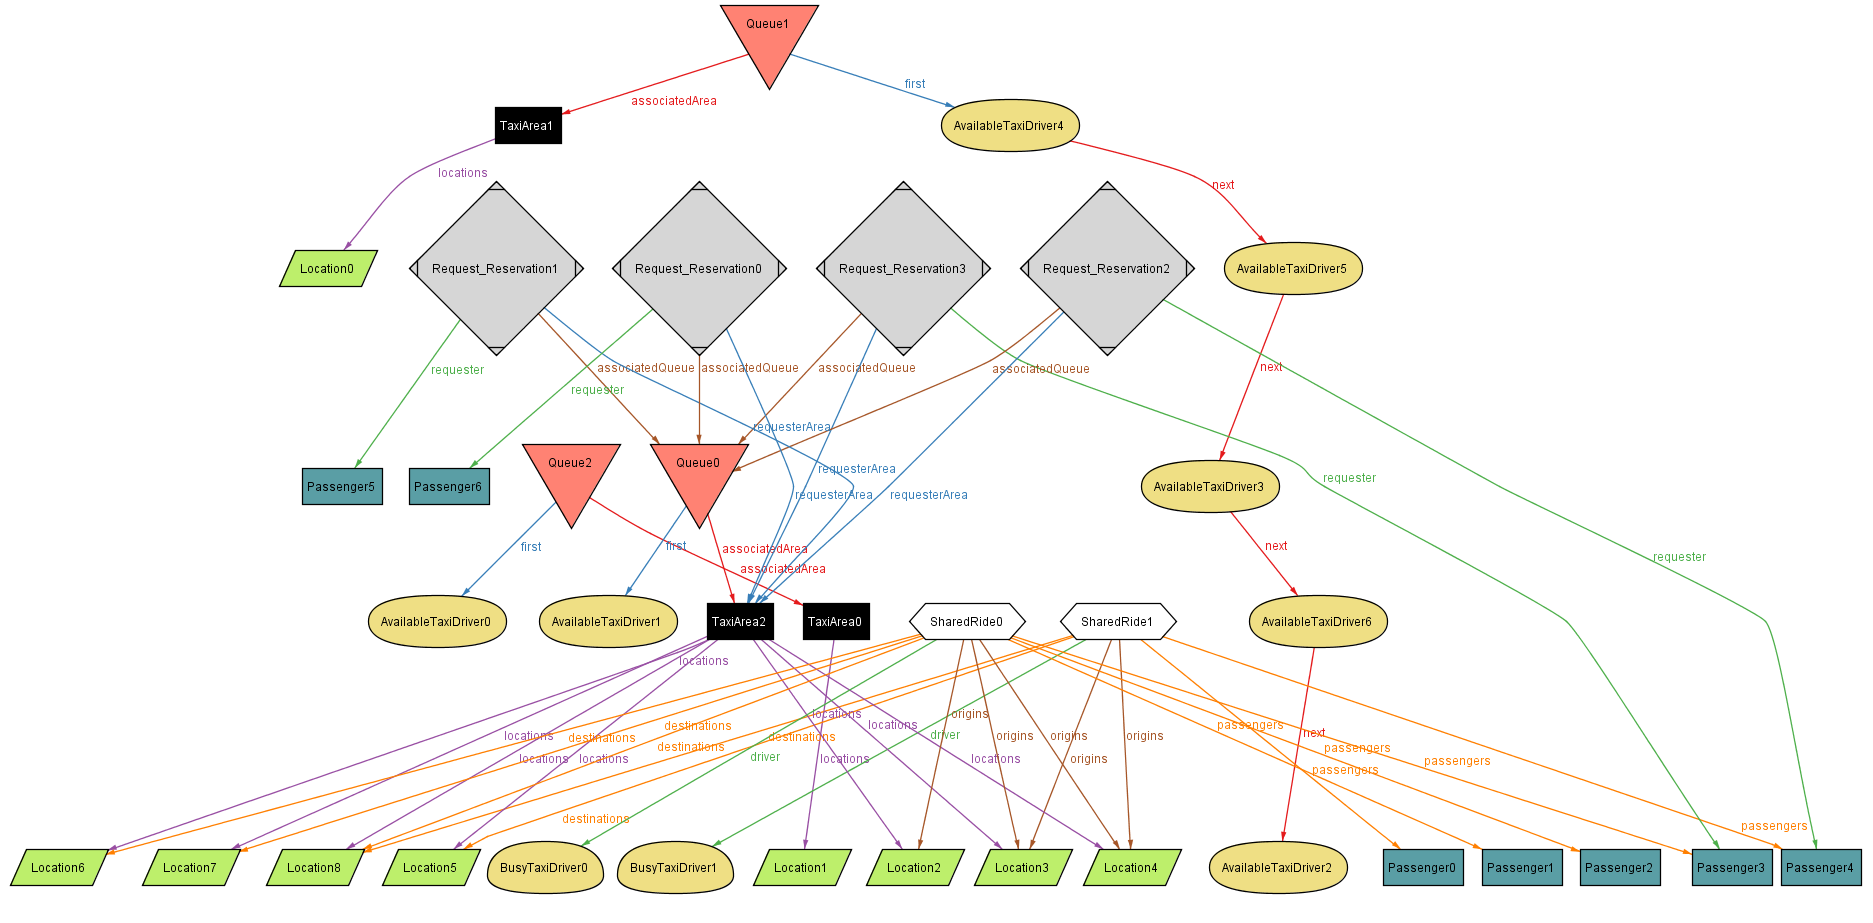 Queue1
first
associatedArea
TaxiArea1
AvailableTaxiDriver4
locations
next
Location0
Request_Reservation1
Request_Reservation0
Request_Reservation3
Request_Reservation2
AvailableTaxiDriver5
requester
associatedQueue
associatedQueue
associatedQueue
associatedQueue
next
requester
requesterArea
requesterArea
requesterArea
requesterArea
requester
Passenger5
Passenger6
Queue2
Queue0
AvailableTaxiDriver3
first
first
associatedArea
associatedArea
next
requester
AvailableTaxiDriver0
AvailableTaxiDriver1
TaxiArea2
TaxiArea0
SharedRide0
SharedRide1
AvailableTaxiDriver6
locations
locations
locations
locations
destinations
destinations
destinations
destinations
destinations
locations
locations
locations
locations
driver
driver
origins
origins
origins
origins
origins
passengers
passengers
passengers
passengers
passengers
next
Location6
Location7
Location8
Location5
BusyTaxiDriver0
BusyTaxiDriver1
Location1
Location2
Location3
Location4
AvailableTaxiDriver2
Passenger0
Passenger1
Passenger2
Passenger3
Passenger4